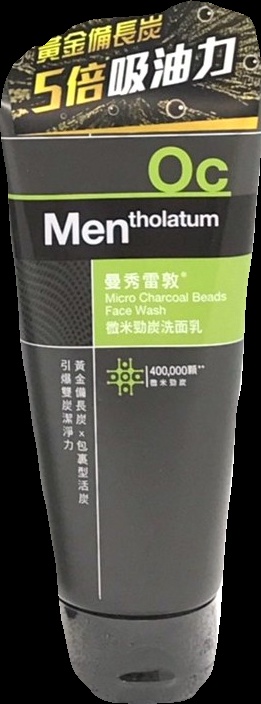 黃金備長炭
5倍吸油力
Oc
Mentholatum
曼秀雷敦®
Micro Charcoal Beads
Face Wash
微米勁炭洗面乳
400,000顆**
微米勁炭
黃金備長炭×包裹型活炭
引爆雙炭潔淨力